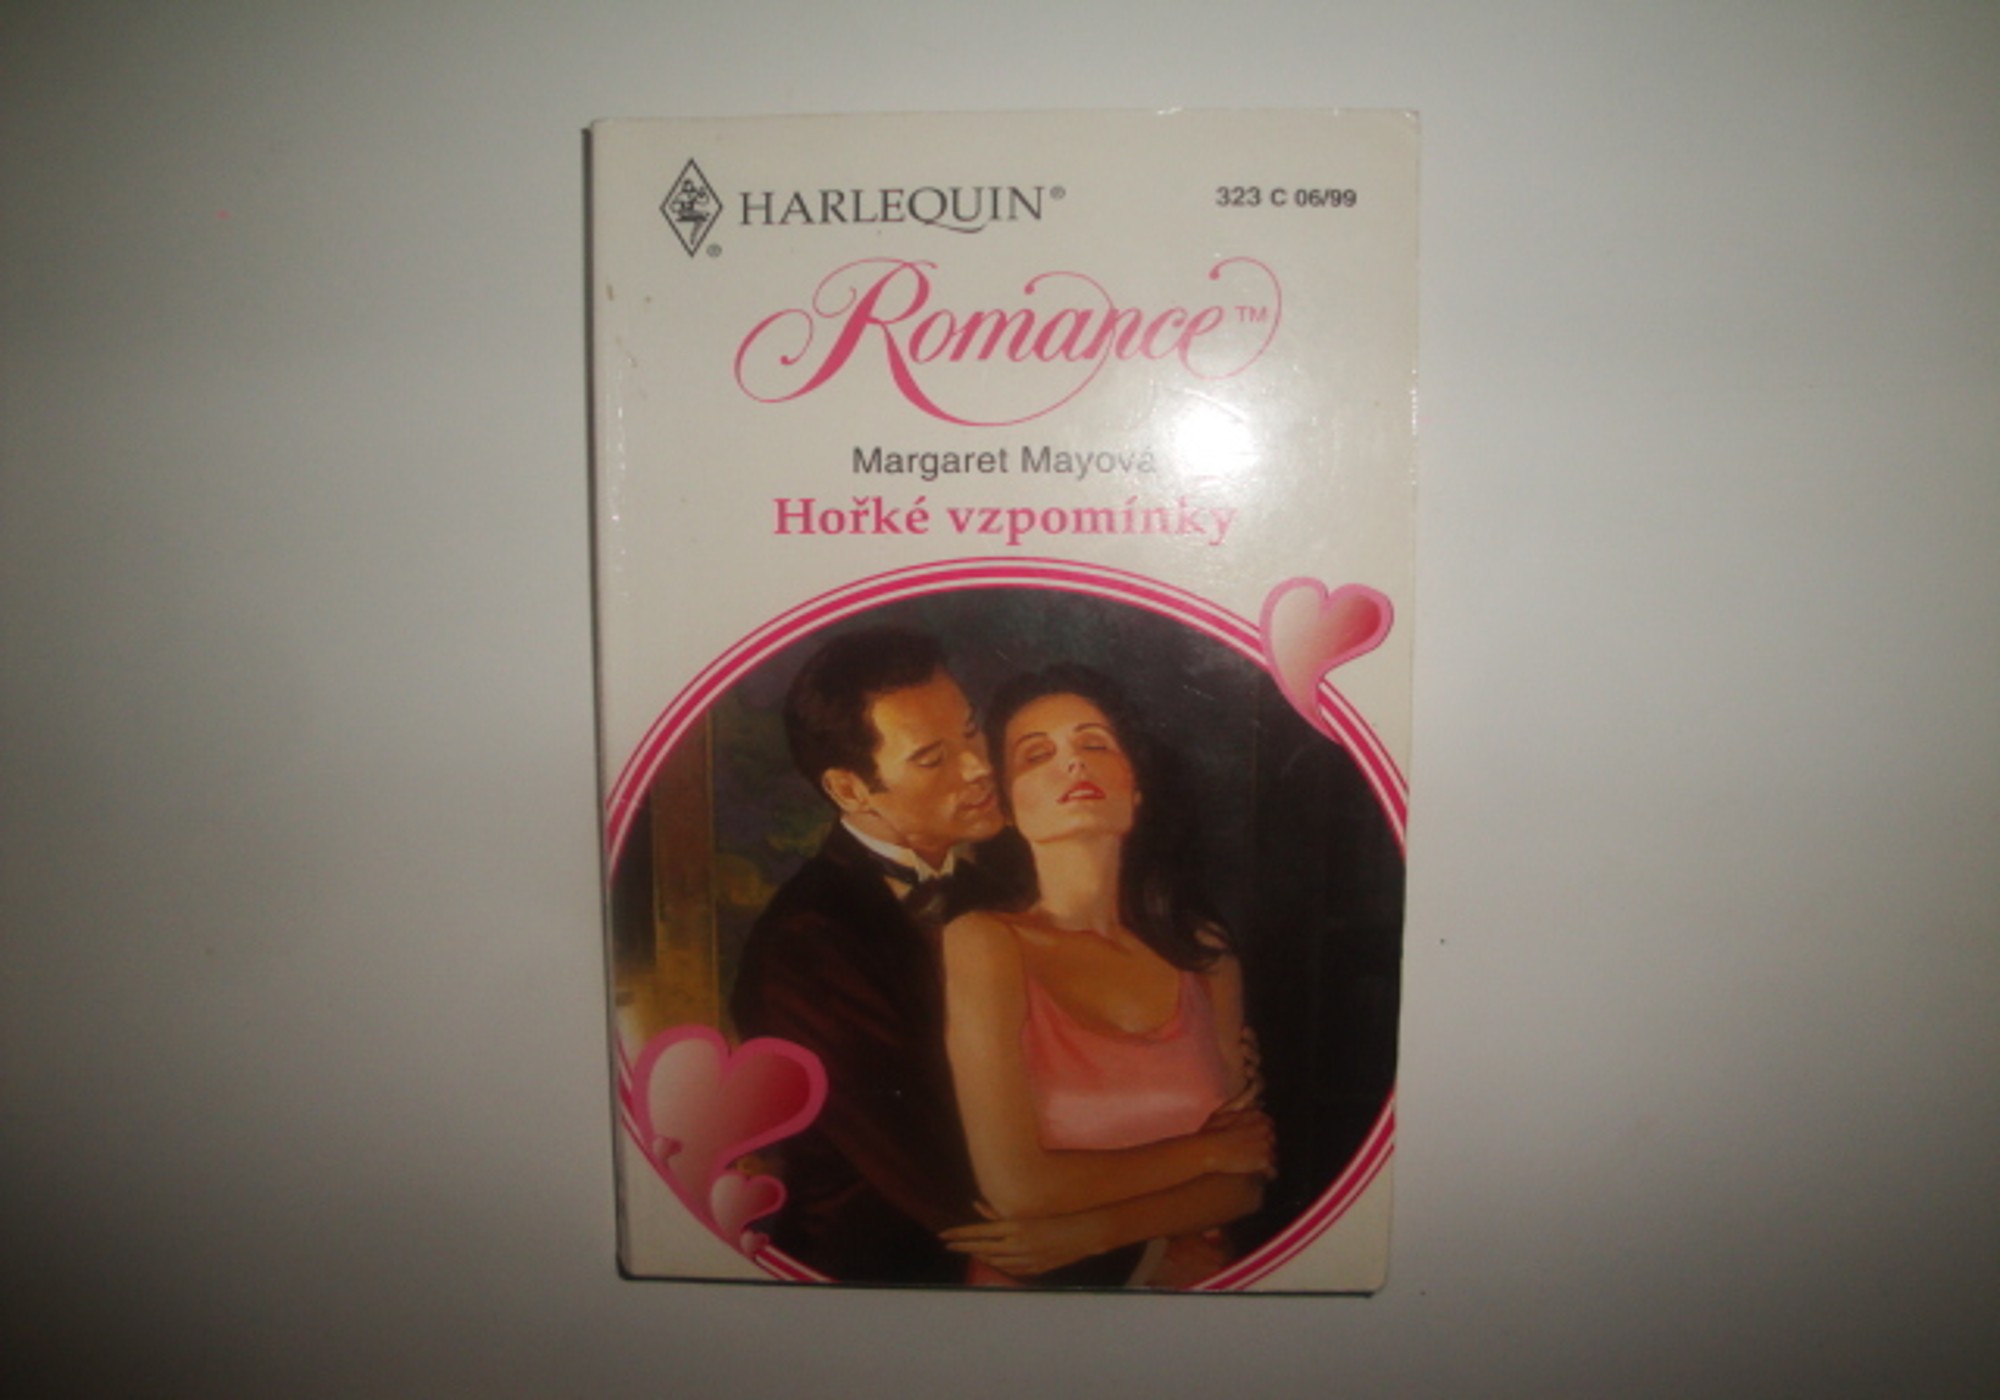 HARLEQUIN®
323 C 06/99
®
Romance™
Margaret Mayová
Hořké vzpomínky